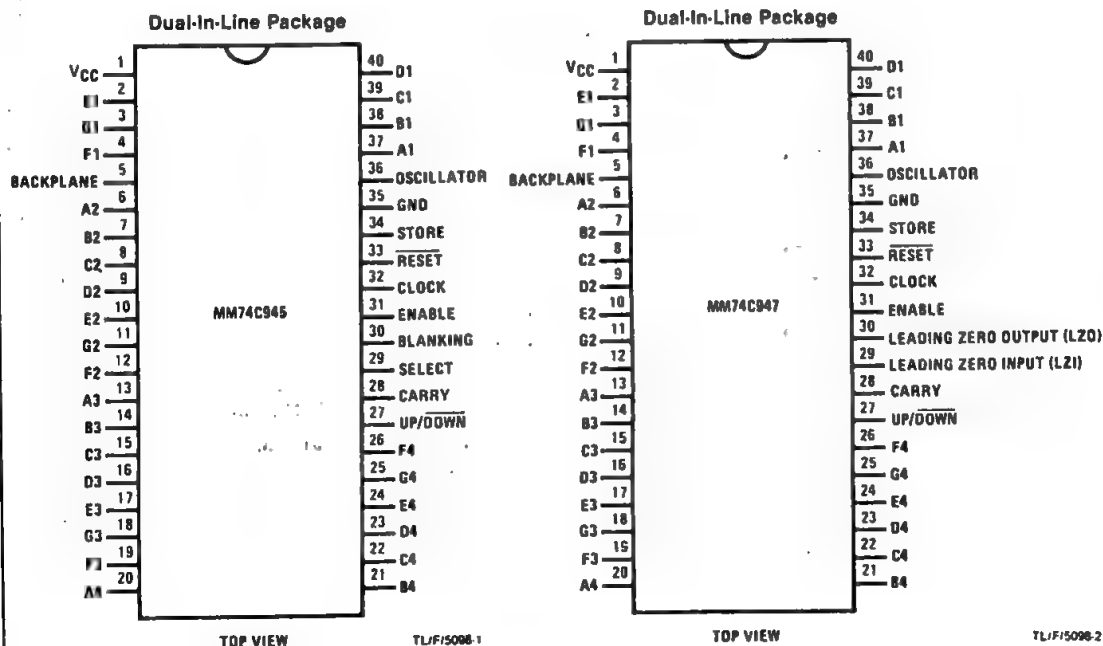 Dual-In-Line Package
VCC 1
2
G1 3
F1 4
BACKPLANE 5
A2 6
B2 7
C2 8
D2 9
E2 10
G2 11
F2 12
A3 13
B3 14
C3 15
D3 16
E3 17
G3 18
19
20
MM74C945
40 D1
39 C1
38 B1
37 A1
36 OSCILLATOR
35 GND
34 STORE
33 RESET
32 CLOCK
31 ENABLE
30 BLANKING
29 SELECT
28 CARRY
27 UP/DOWN
26 F4
25 G4
24 E4
23 D4
22 C4
21 B4
TOP VIEW
TL/F/5098-1
Dual-In-Line Package
VCC 1
E1 2
G1 3
F1 4
BACKPLANE 5
A2 6
B2 7
C2 8
D2 9
E2 10
G2 11
F2 12
A3 13
B3 14
C3 15
D3 16
E3 17
G3 18
F3 19
A4 20
MM74C947
40 D1
39 C1
38 B1
37 A1
36 OSCILLATOR
35 GND
34 STORE
33 RESET
32 CLOCK
31 ENABLE
30 LEADING ZERO OUTPUT (LZO)
29 LEADING ZERO INPUT (LZI)
28 CARRY
27 UP/DOWN
26 F4
25 G4
24 E4
23 D4
22 C4
21 B4
TOP VIEW
TL/F/5098-2